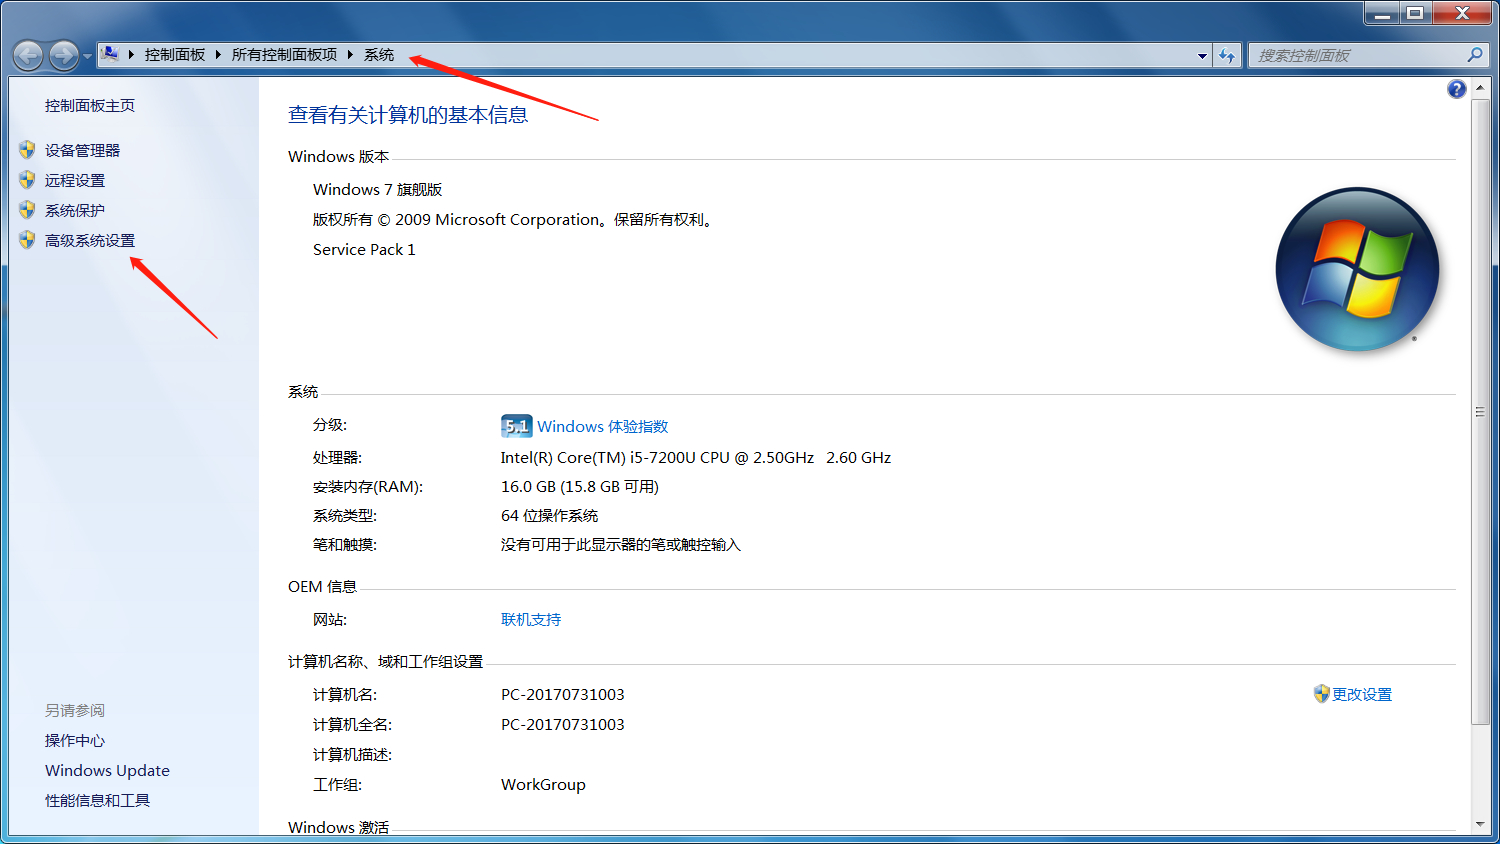 控制面板 所有控制面板项 系统
搜索控制面板
控制面板主页
设备管理器
远程设置
系统保护
高级系统设置
另请参阅
操作中心
Windows Update
性能信息和工具
查看有关计算机的基本信息
Windows 版本
Windows 7 旗舰版
版权所有 © 2009 Microsoft Corporation。保留所有权利。
Service Pack 1
系统
分级: 5.1 Windows 体验指数
处理器: Intel(R) Core(TM) i5-7200U CPU @ 2.50GHz 2.60 GHz
安装内存(RAM): 16.0 GB (15.8 GB 可用)
系统类型: 64 位操作系统
笔和触摸: 没有可用于此显示器的笔或触控输入
OEM 信息
网站: 联机支持
计算机名称、域和工作组设置
计算机名: PC-20170731003 更改设置
计算机全名: PC-20170731003
计算机描述:
工作组: WorkGroup
Windows 激活